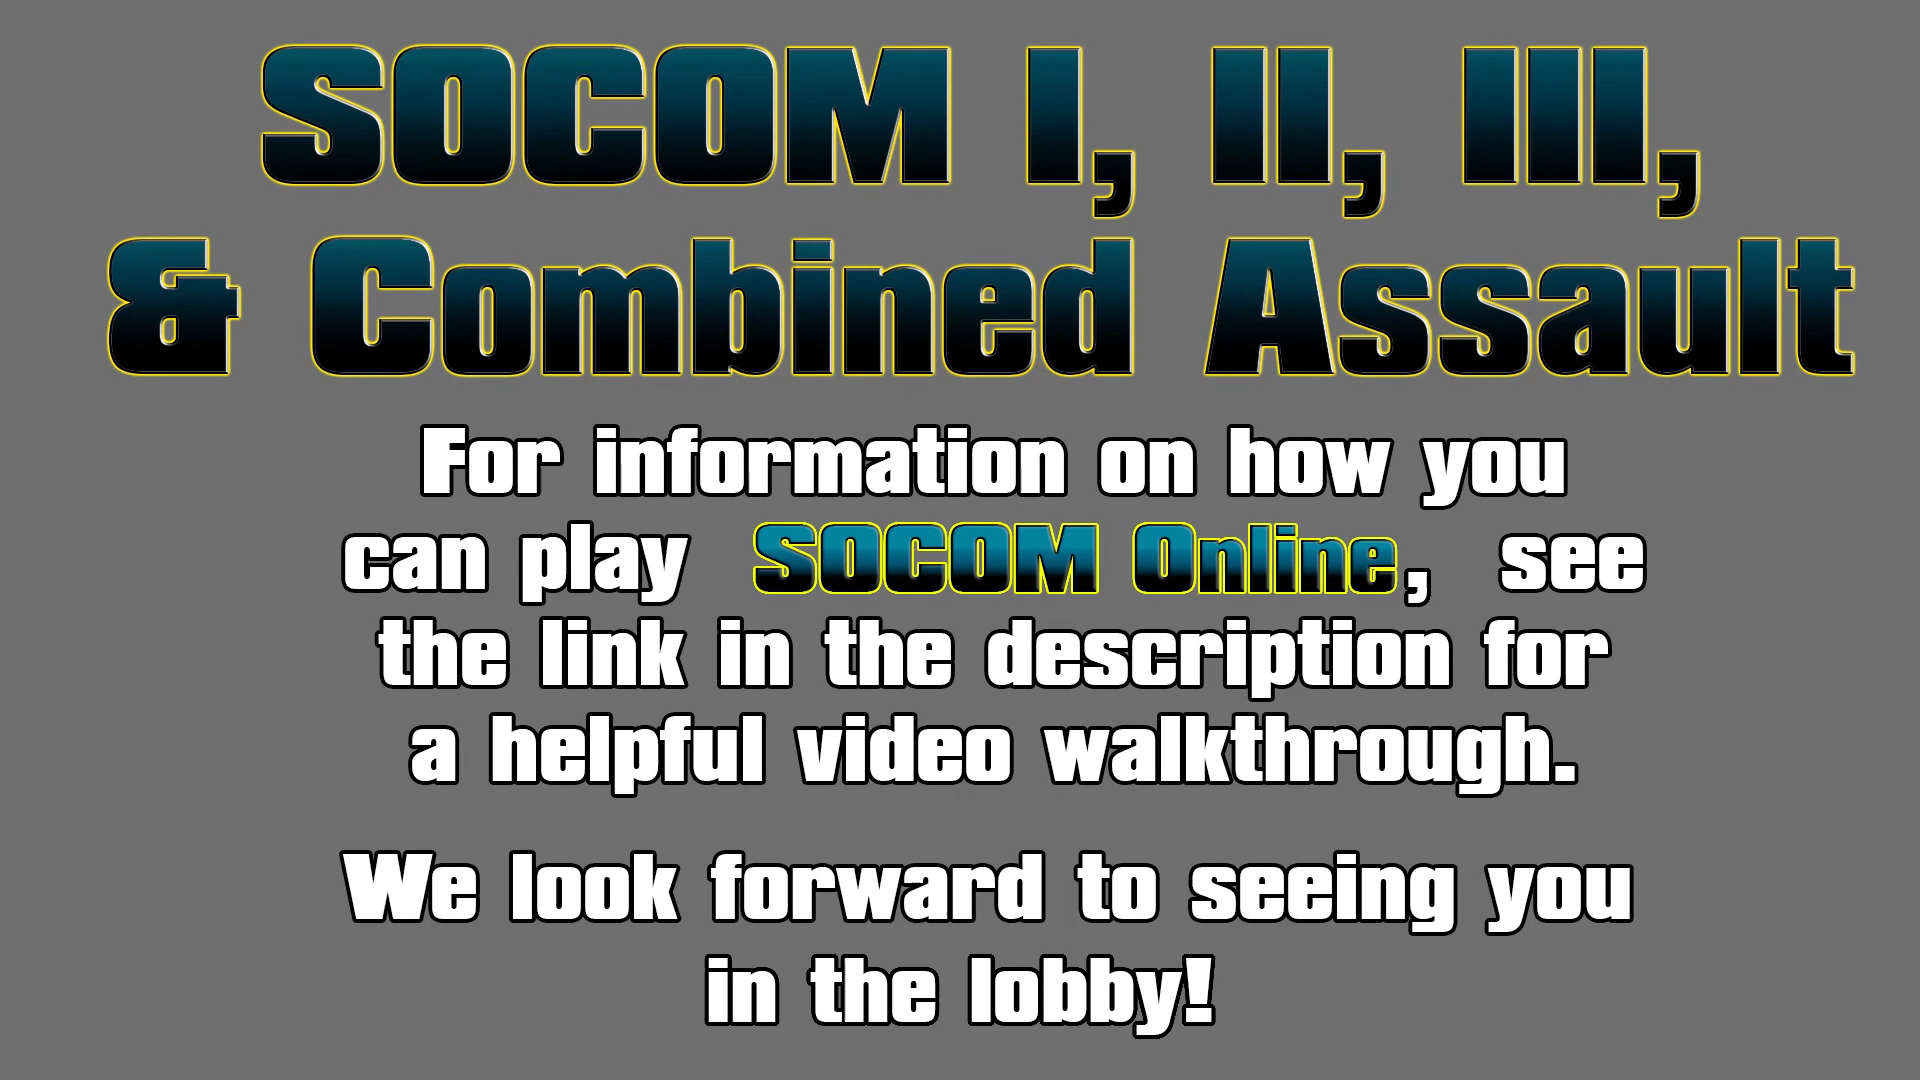 SOCOM I, II, III,
& Combined Assault
For information on how you
can play SOCOM Online, see
the link in the description for
a helpful video walkthrough.
We look forward to seeing you
in the lobby!